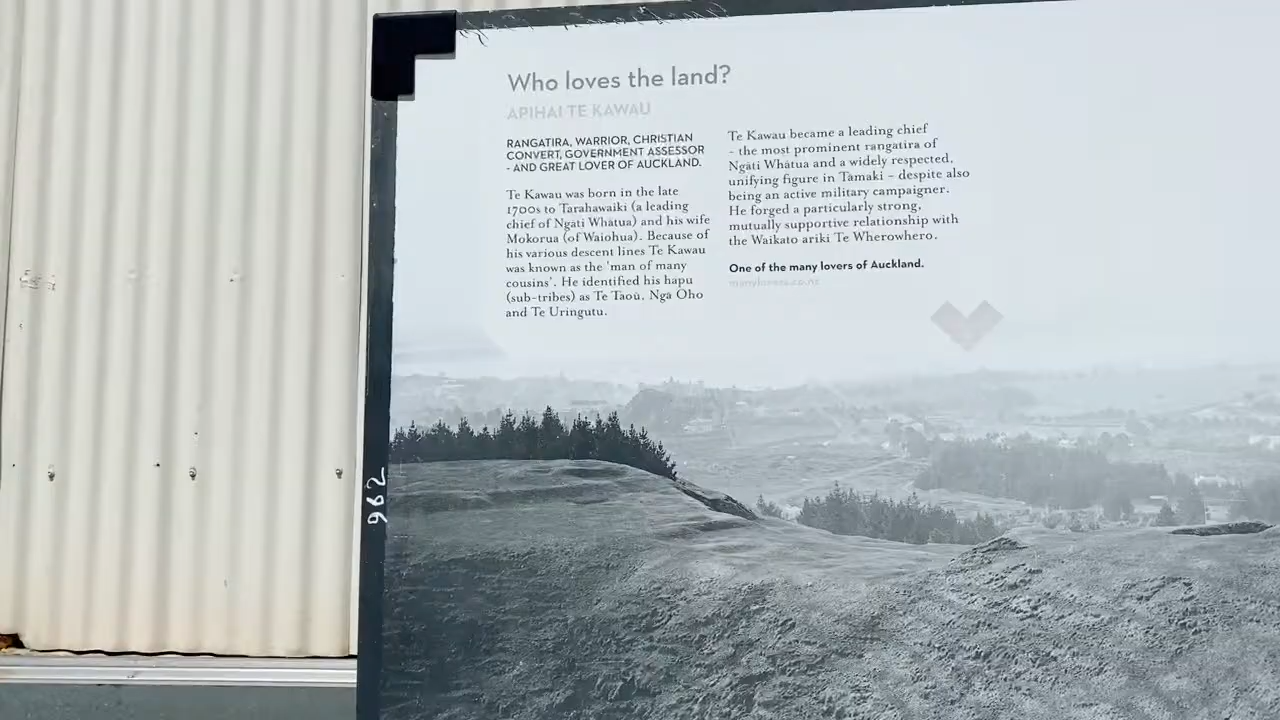 Who loves the land?
APIHAI TE KAWAU
RANGATIRA, WARRIOR, CHRISTIAN
CONVERT, GOVERNMENT ASSESSOR
- AND GREAT LOVER OF AUCKLAND.
Te Kawau was born in the late
1700s to Tarahawaiki (a leading
chief of Ngāti Whātua) and his wife
Mokorua (of Waiohua). Because of
his various descent lines Te Kawau
was known as the 'man of many
cousins'. He identified his hapu
(sub-tribes) as Te Taoū, Ngā Oho
and Te Uringutu.
Te Kawau became a leading chief
- the most prominent rangatira of
Ngāti Whātua and a widely respected,
unifying figure in Tāmaki - despite also
being an active military campaigner.
He forged a particularly strong,
mutually supportive relationship with
the Waikato ariki Te Wherowhero.
One of the many lovers of Auckland.
manylovers.co.nz
962